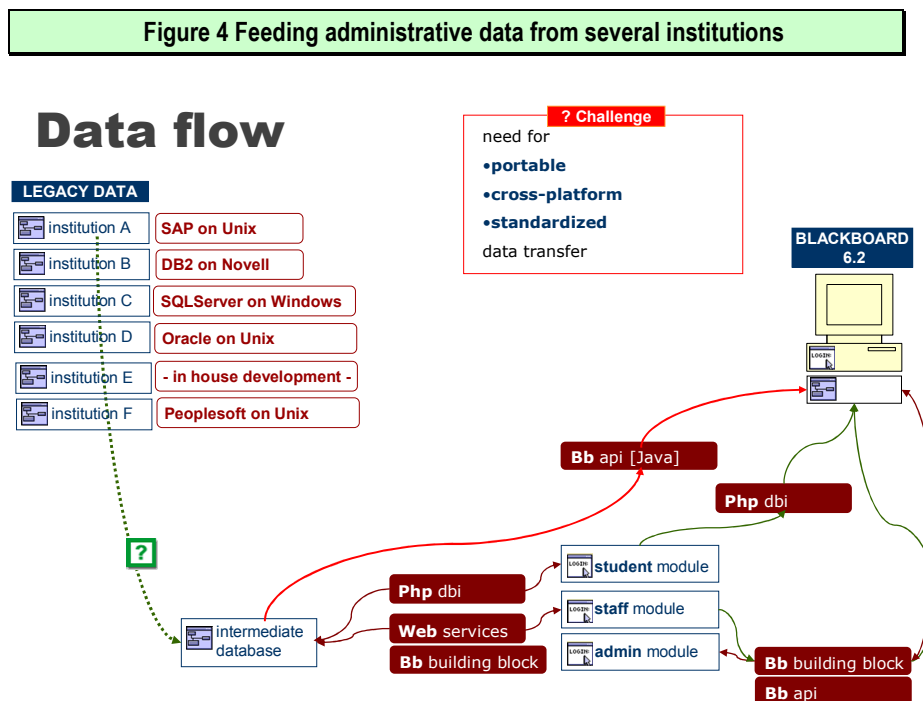 Figure 4 Feeding administrative data from several institutions
Data flow
? Challenge
need for
•portable
•cross-platform
•standardized
data transfer
LEGACY DATA
institution A
SAP on Unix
institution B
DB2 on Novell
institution C
SQLServer on Windows
institution D
Oracle on Unix
institution E
- in house development -
institution F
Peoplesoft on Unix
BLACKBOARD
6.2
LOGIN:
Bb api [Java]
Php dbi
?
Php dbi
Web services
Bb building block
LOGIN:
student module
LOGIN:
staff module
LOGIN:
admin module
intermediate
database
Bb building block
Bb api